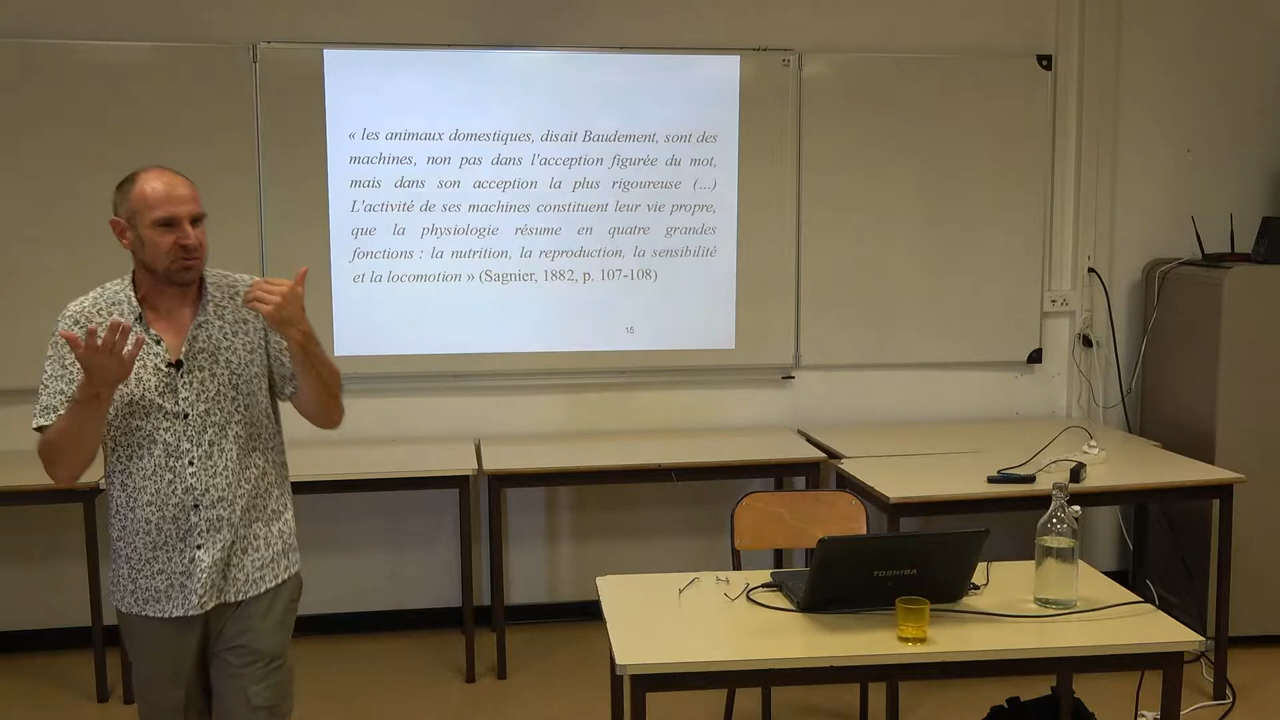 « les animaux domestiques, disait Baudement, sont des
machines, non pas dans l'acception figurée du mot,
mais dans son acception la plus rigoureuse (...)
L'activité de ses machines constituent leur vie propre,
que la physiologie résume en quatre grandes
fonctions : la nutrition, la reproduction, la sensibilité
et la locomotion » (Sagnier, 1882, p. 107-108)
15
TOSHIBA